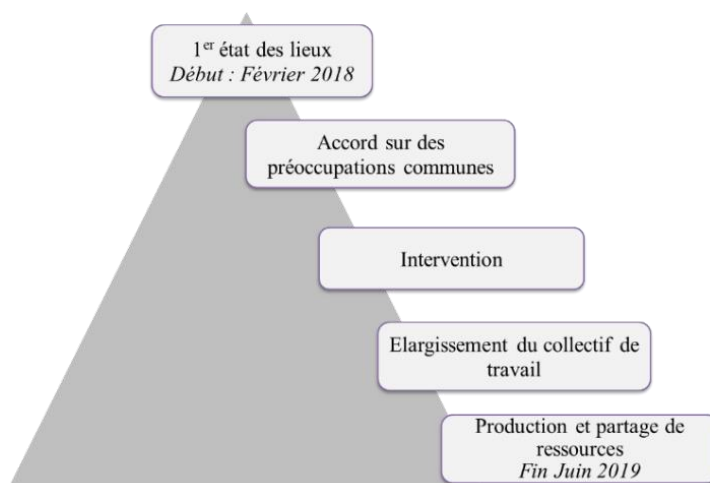 1er état des lieux
Début : Février 2018
Accord sur des
préoccupations communes
Intervention
Elargissement du collectif de
travail
Production et partage de
ressources
Fin Juin 2019